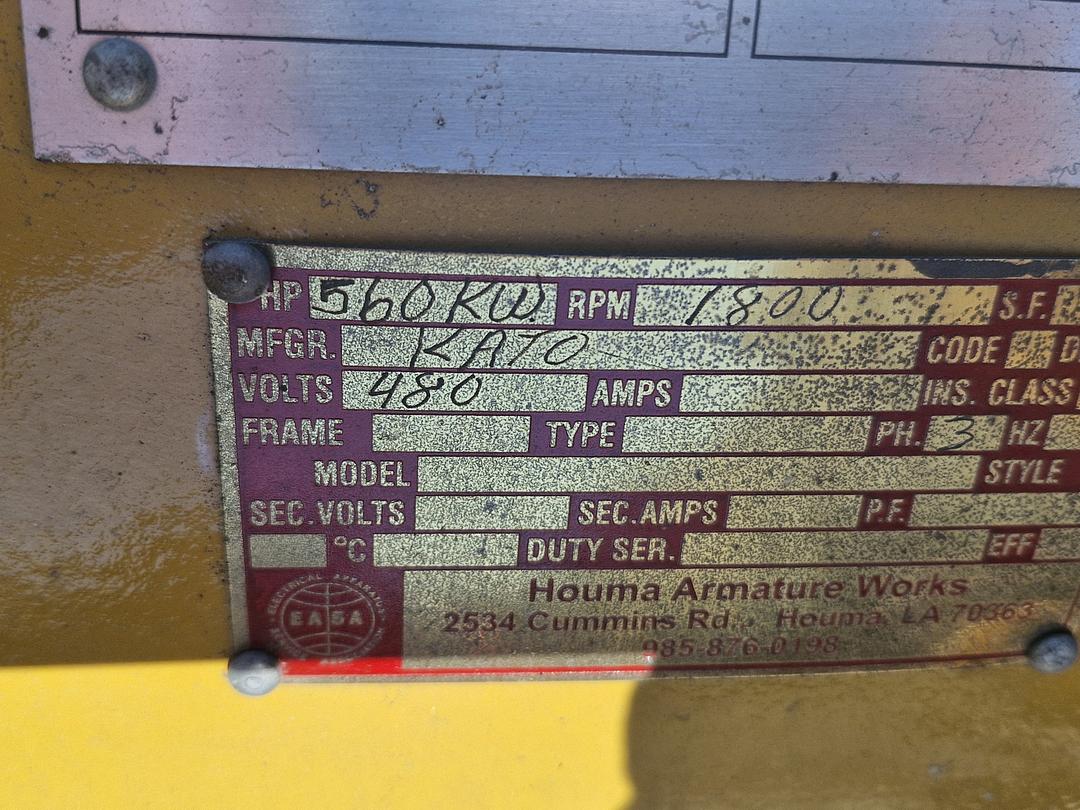 HP 560KW RPM 1800 S.F.
MFGR. KATO CODE D
VOLTS 480 AMPS INS. CLASS
FRAME TYPE PH. 3 HZ
MODEL STYLE
SEC. VOLTS SEC. AMPS P.F.
°C DUTY SER. EFF
ELECTRICAL APPARATUS
EASA
Houma Armature Works
2534 Cummins Rd., Houma, LA 70363
985-876-0198